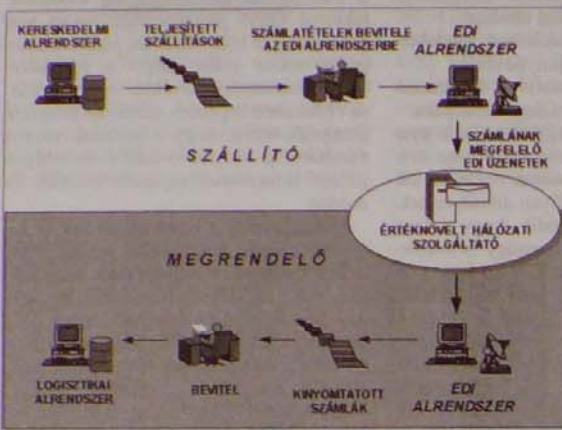 KERESKEDELMI
ALRENDSZER
TELJESÍTETT
SZÁLLÍTÁSOK
SZÁMLATÉTELEK BEVITELE
AZ EDI ALRENDSZERBE
EDI
ALRENDSZER
SZÁLLÍTÓ
SZÁMLÁNAK
MEGFELELŐ
EDI ÜZENETEK
ÉRTÉKNÖVELT HÁLÓZATI
SZOLGÁLTATÓ
MEGRENDELŐ
LOGISZTIKAI
ALRENDSZER
BEVITEL
KINYOMTATOTT
SZÁMLÁK
EDI
ALRENDSZER